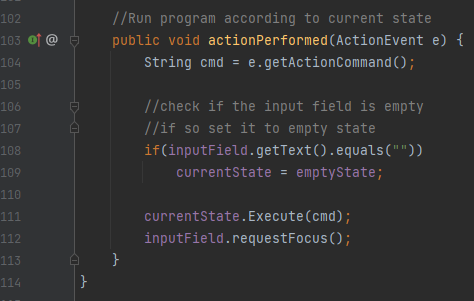 102 //Run program according to current state
103 @ public void actionPerformed(ActionEvent e) {
104 String cmd = e.getActionCommand();
105
106 //check if the input field is empty
107 //if so set it to empty state
108 if(inputField.getText().equals(""))
109 currentState = emptyState;
110
111 currentState.Execute(cmd);
112 inputField.requestFocus();
113 }
114 }